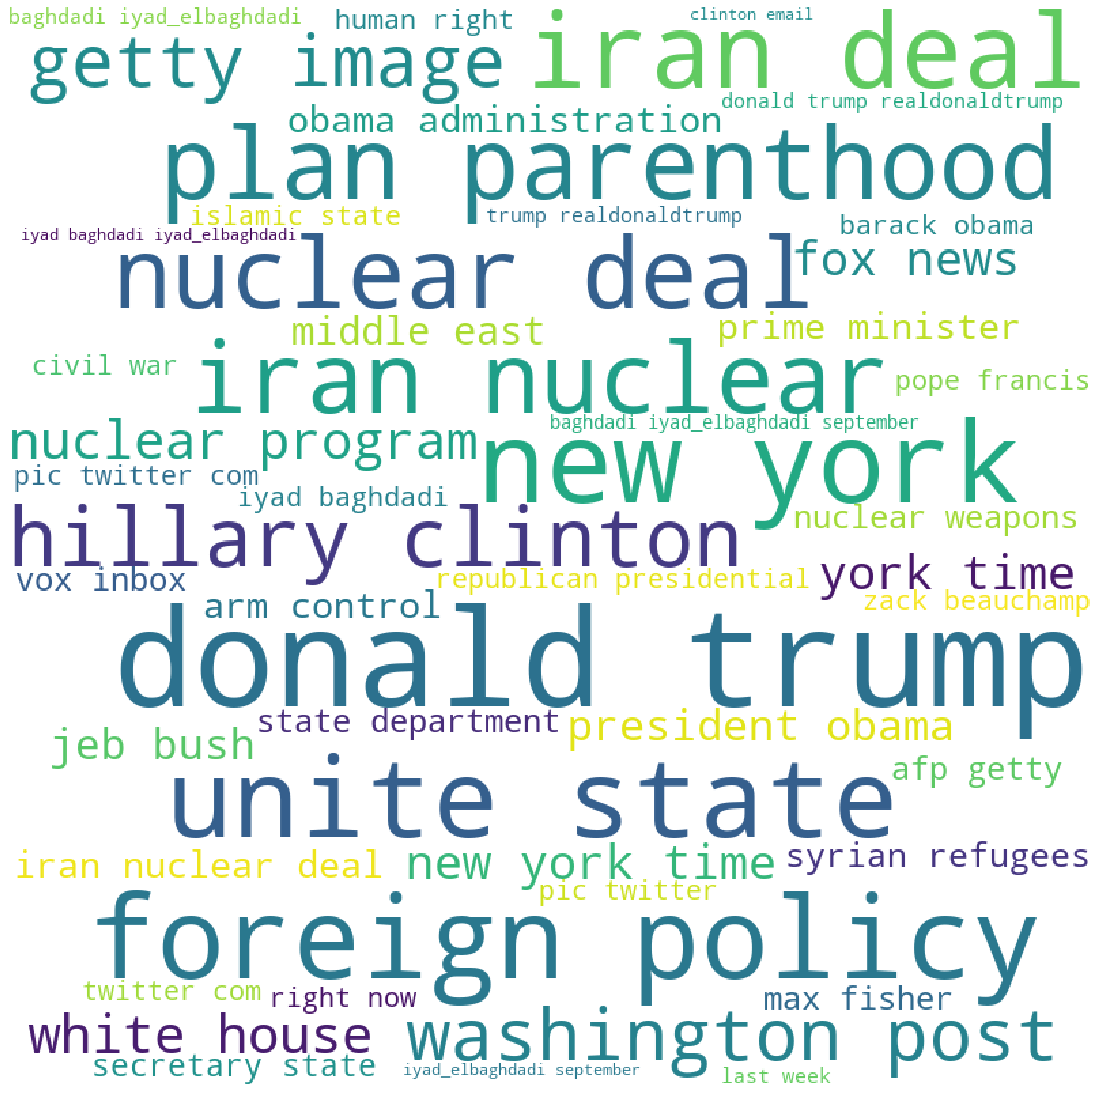 baghdadi iyad_elbaghdadi
human right
clinton email
getty image
iran deal
donald trump realdonaldtrump
obama administration
plan parenthood
islamic state
trump realdonaldtrump
barack obama
iyad baghdadi iyad_elbaghdadi
nuclear deal
fox news
middle east
prime minister
civil war
iran nuclear
pope francis
baghdadi iyad_elbaghdadi september
nuclear program
new york
pic twitter com
iyad baghdadi
nuclear weapons
hillary clinton
vox inbox
republican presidential
york time
arm control
zack beauchamp
donald trump
state department
president obama
jeb bush
unite state
afp getty
iran nuclear deal
new york time
syrian refugees
pic twitter
foreign policy
twitter com
right now
max fisher
white house
washington post
secretary state
iyad_elbaghdadi september
last week